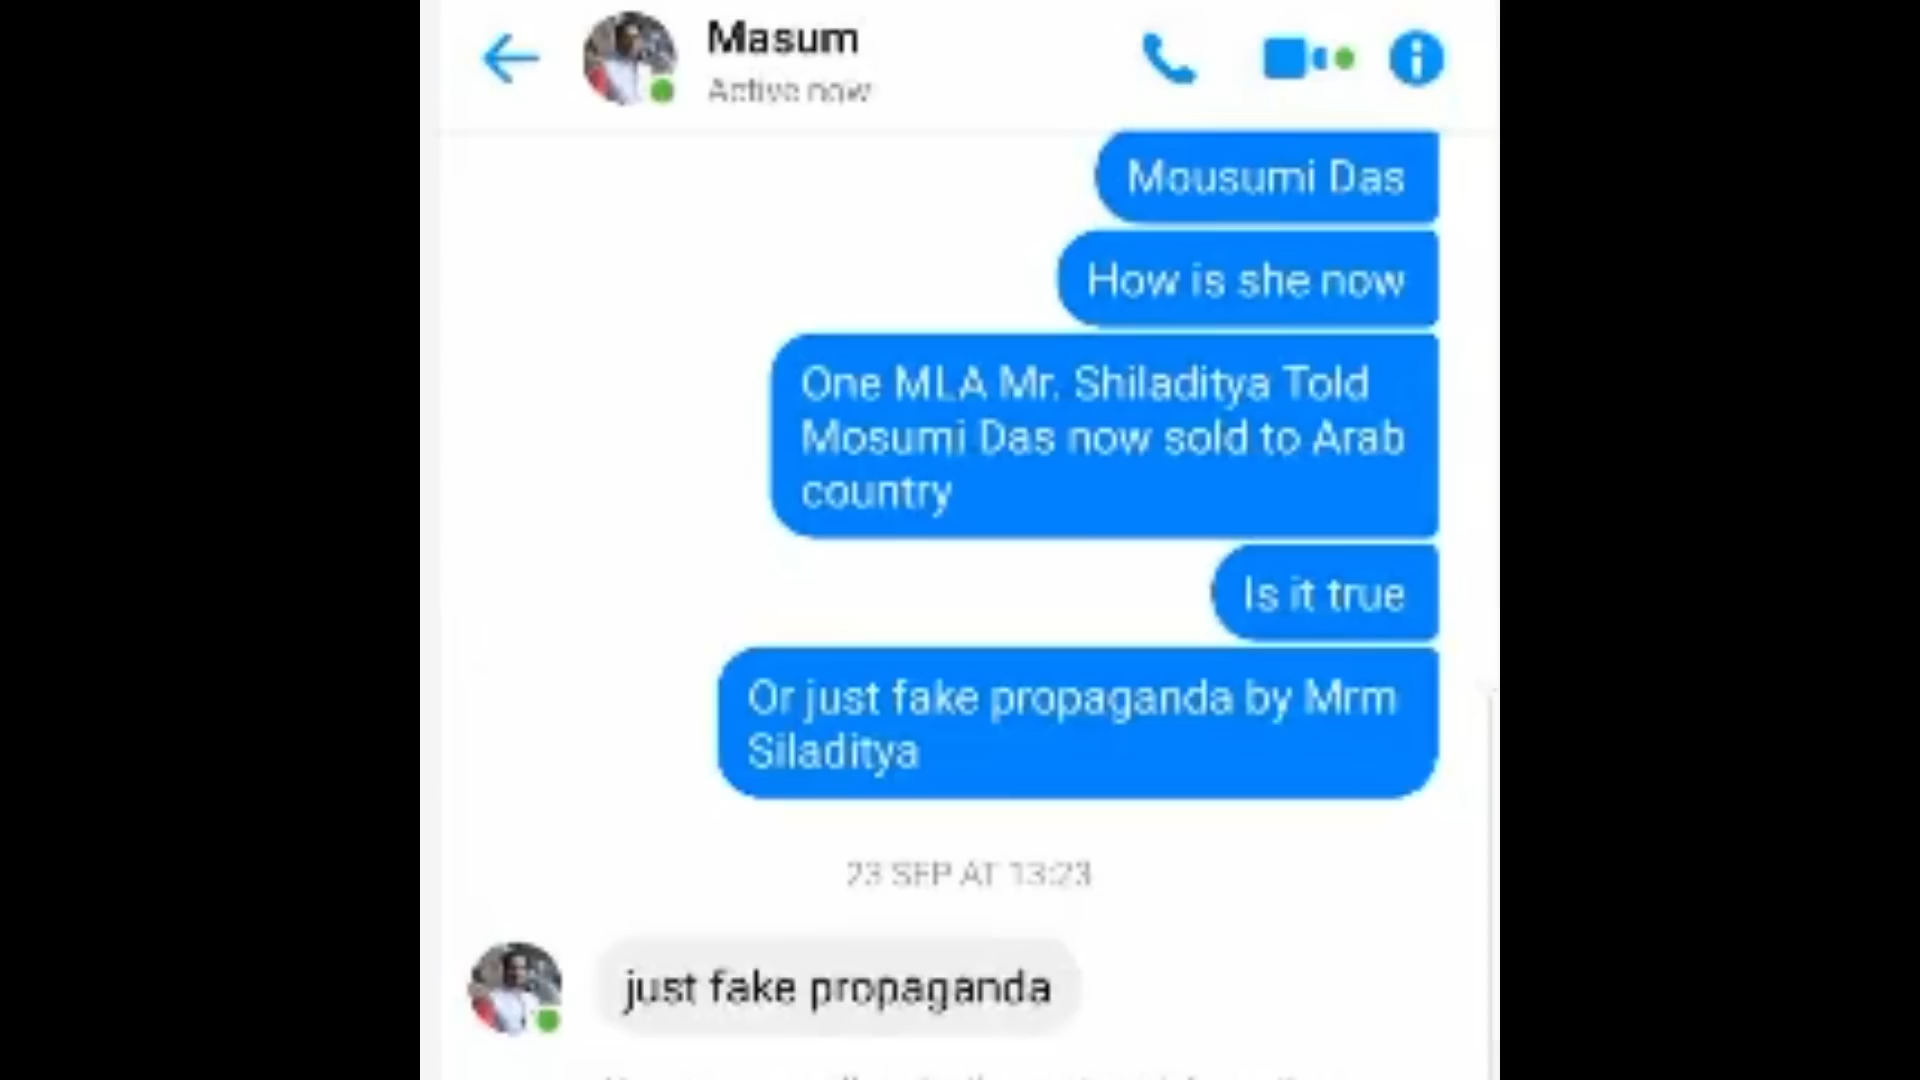 Masum
Active now
Mousumi Das
How is she now
One MLA Mr. Shiladitya Told
Mosumi Das now sold to Arab
country
Is it true
Or just fake propaganda by Mrm
Siladitya
23 SEP AT 13:23
just fake propaganda